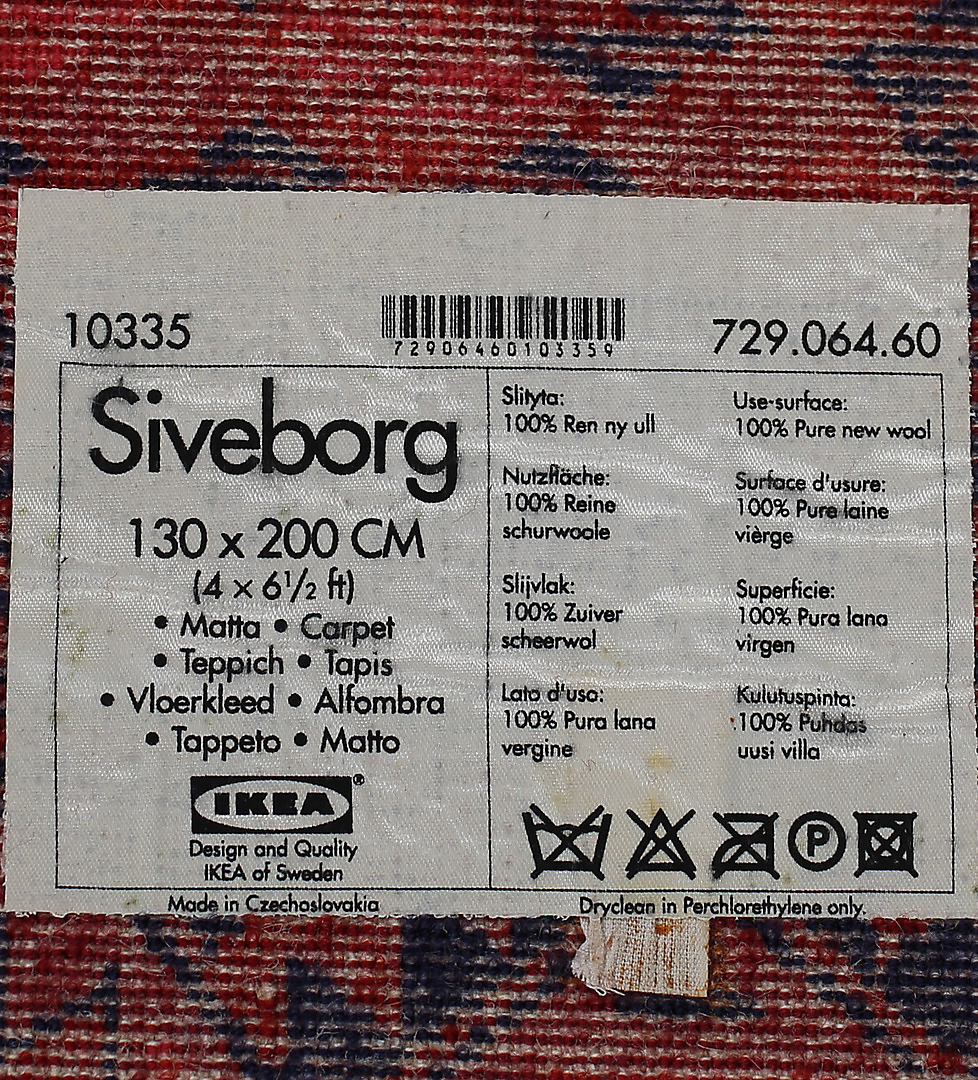 10335
72906460103359
729.064.60
Siveborg
130 x 200 CM
(4 x 6½ ft)
• Matta • Carpet
• Teppich • Tapis
• Vloerkleed • Alfombra
• Tappeto • Matto
IKEA®
Design and Quality
IKEA of Sweden
Made in Czechoslovakia
Slityta:
100% Ren ny ull
Nutzfläche:
100% Reine
schurwoole
Slijvlak:
100% Zuiver
scheerwol
Lato d'uso:
100% Pura lana
vergine
Use-surface:
100% Pure new wool
Surface d'usure:
100% Pure laine
vièrge
Superficie:
100% Pura lana
virgen
Kulutuspinta:
100% Puhdas
uusi villa
P
Dryclean in Perchlorethylene only.